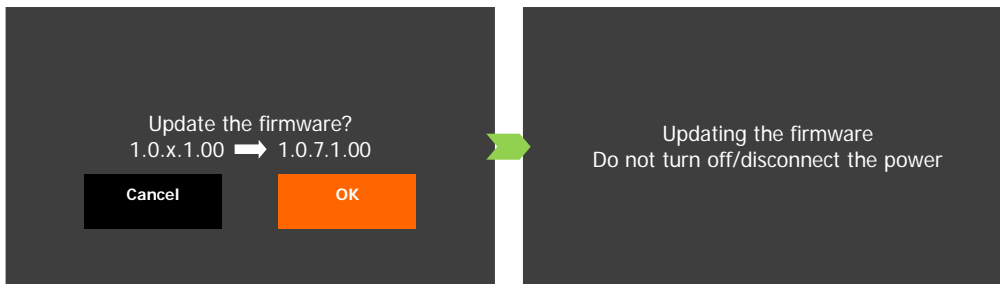 Update the firmware?
1.0.x.1.00 ➡ 1.0.7.1.00
Cancel
OK
Updating the firmware
Do not turn off/disconnect the power